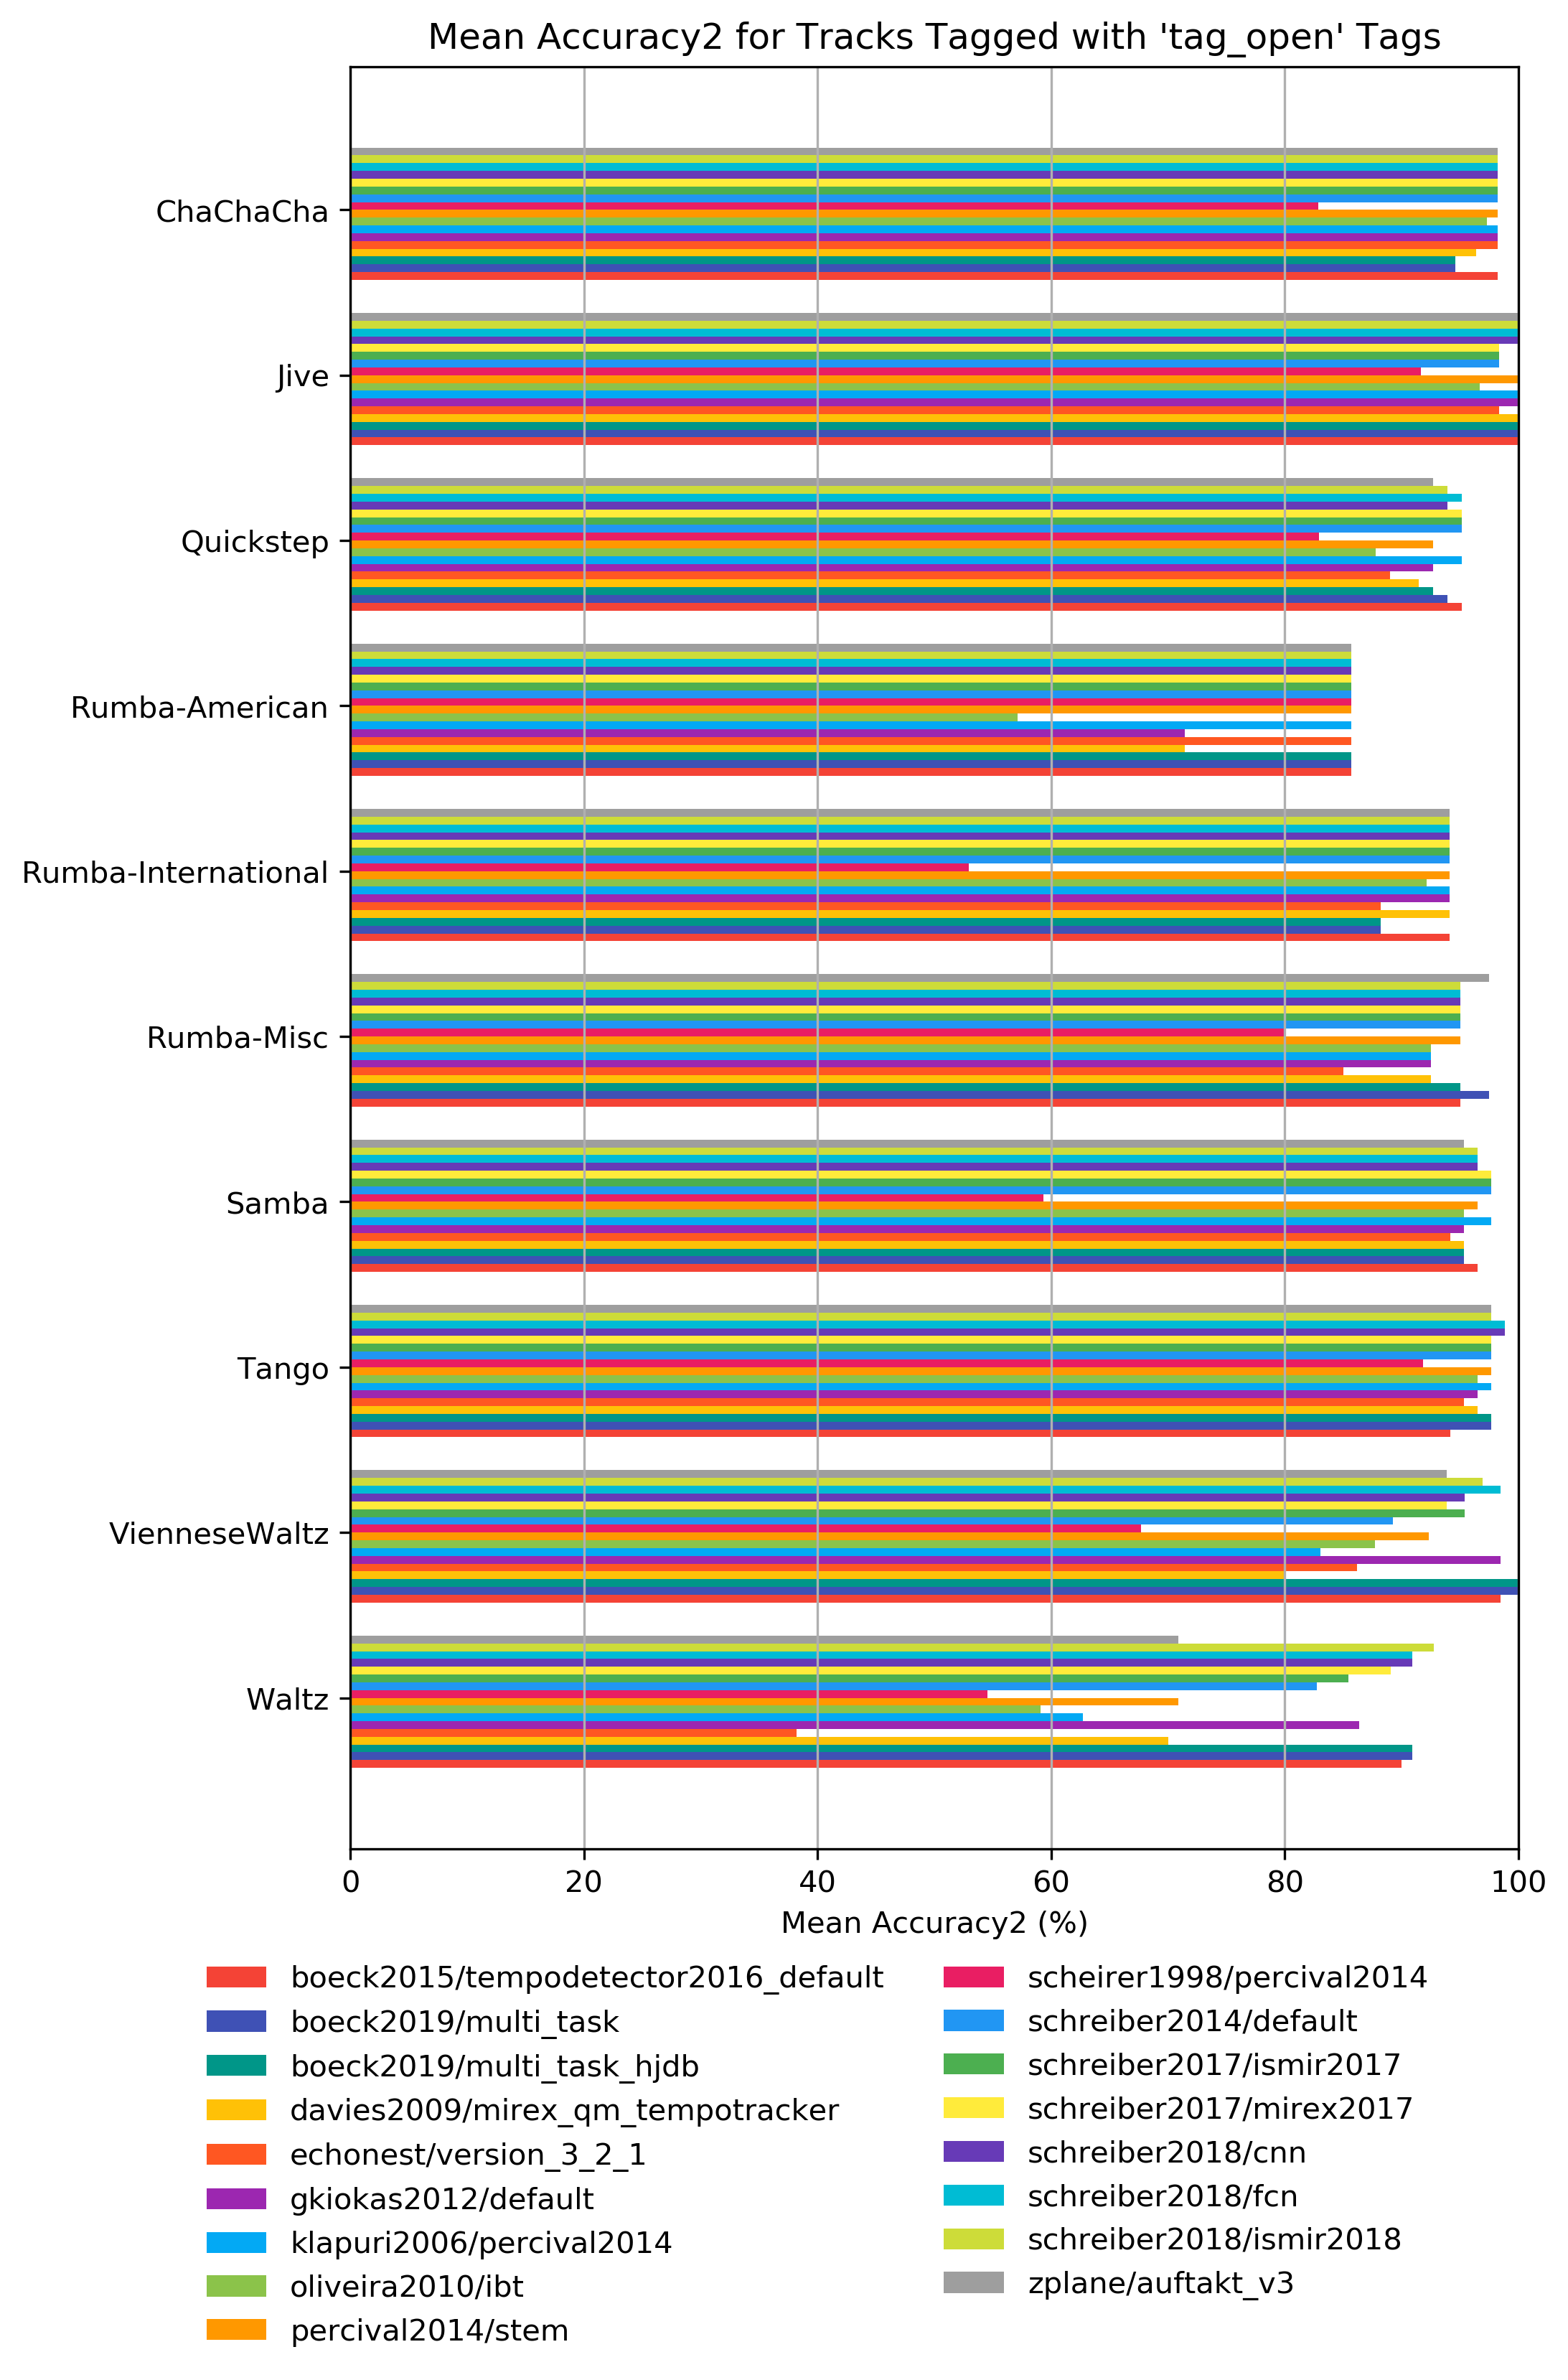 Mean Accuracy2 for Tracks Tagged with 'tag_open' Tags
ChaChaCha
Jive
Quickstep
Rumba-American
Rumba-International
Rumba-Misc
Samba
Tango
VienneseWaltz
Waltz
0 20 40 60 80 100
Mean Accuracy2 (%)
boeck2015/tempodetector2016_default
boeck2019/multi_task
boeck2019/multi_task_hjdb
davies2009/mirex_qm_tempotracker
echonest/version_3_2_1
gkiokas2012/default
klapuri2006/percival2014
oliveira2010/ibt
percival2014/stem
scheirer1998/percival2014
schreiber2014/default
schreiber2017/ismir2017
schreiber2017/mirex2017
schreiber2018/cnn
schreiber2018/fcn
schreiber2018/ismir2018
zplane/auftakt_v3